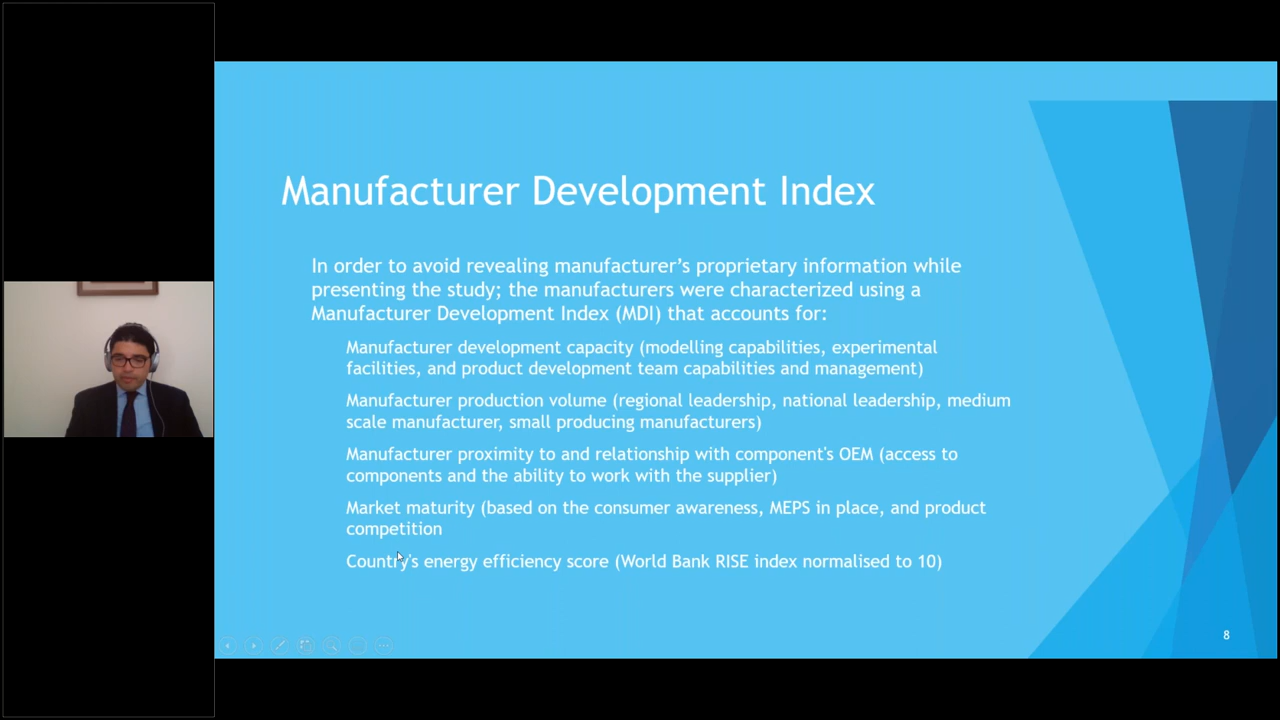 Manufacturer Development Index
In order to avoid revealing manufacturer's proprietary information while
presenting the study; the manufacturers were characterized using a
Manufacturer Development Index (MDI) that accounts for:
Manufacturer development capacity (modelling capabilities, experimental
facilities, and product development team capabilities and management)
Manufacturer production volume (regional leadership, national leadership, medium
scale manufacturer, small producing manufacturers)
Manufacturer proximity to and relationship with component's OEM (access to
components and the ability to work with the supplier)
Market maturity (based on the consumer awareness, MEPS in place, and product
competition
Country's energy efficiency score (World Bank RISE index normalised to 10)
8